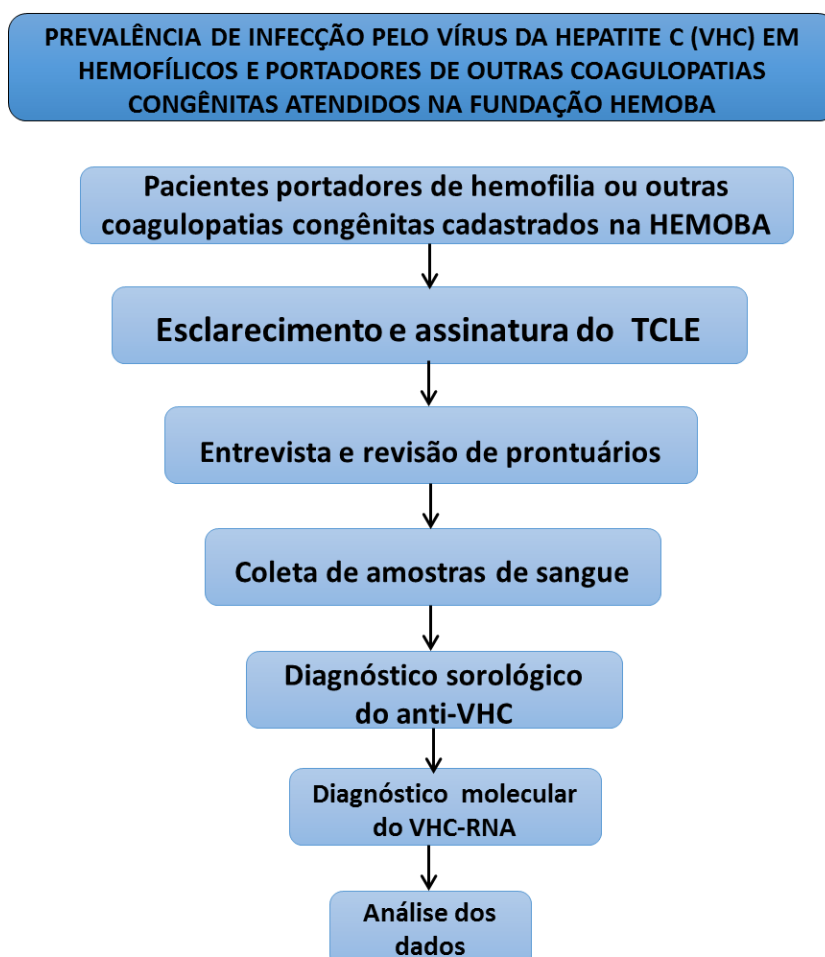 PREVALÊNCIA DE INFECÇÃO PELO VÍRUS DA HEPATITE C (VHC) EM
HEMOFÍLICOS E PORTADORES DE OUTRAS COAGULOPATIAS
CONGÊNITAS ATENDIDOS NA FUNDAÇÃO HEMOBA
Pacientes portadores de hemofilia ou outras
coagulopatias congênitas cadastrados na HEMOBA
Esclarecimento e assinatura do TCLE
Entrevista e revisão de prontuários
Coleta de amostras de sangue
Diagnóstico sorológico
do anti-VHC
Diagnóstico molecular
do VHC-RNA
Análise dos
dados